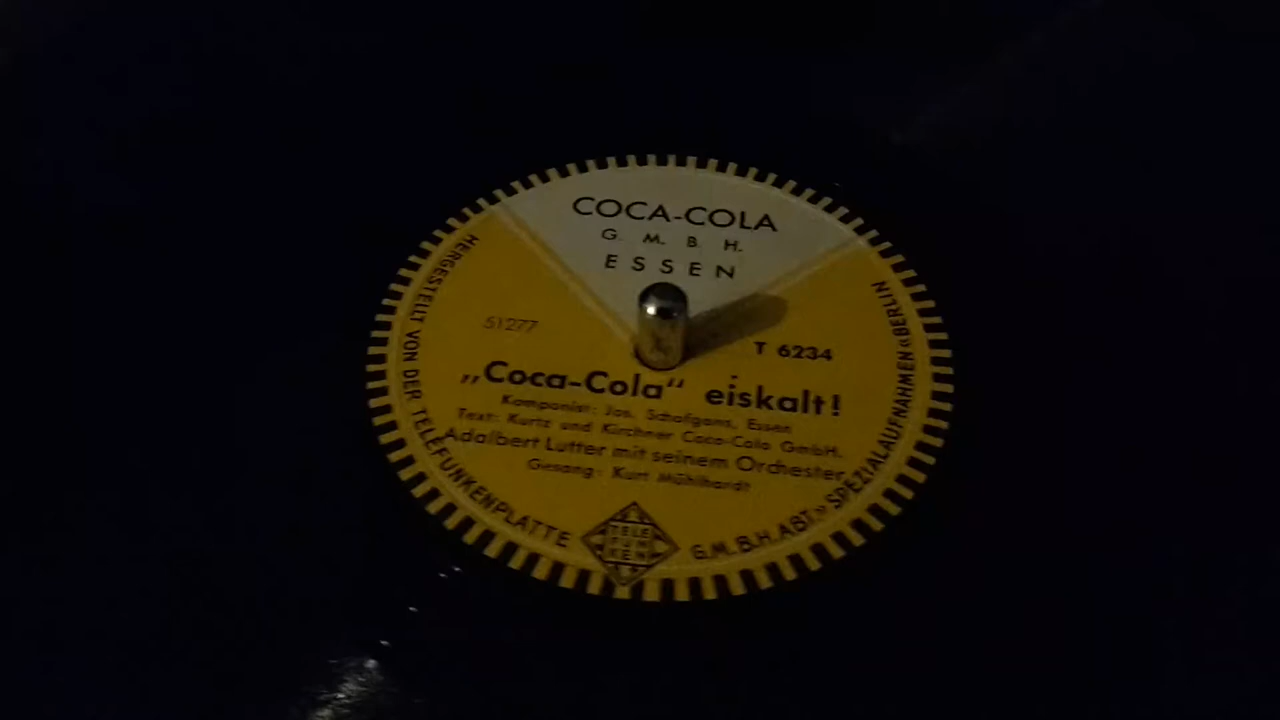 COCA-COLA
G. M. B. H.
ESSEN
51277
T 6234
„Coca-Cola“ eiskalt!
Komponist: Jos. Schafgans, Essen
Text: Kurtz und Kirchner Coca-Cola GmbH.
Adalbert Lutter mit seinem Orchester
Gesang: Kurt Mühlhardt
HERGESTELLT VON DER TELEFUNKENPLATTE
G.M.B.H.ABT.»SPEZIALAUFNAHMEN«BERLIN
TELE
FUN
KEN